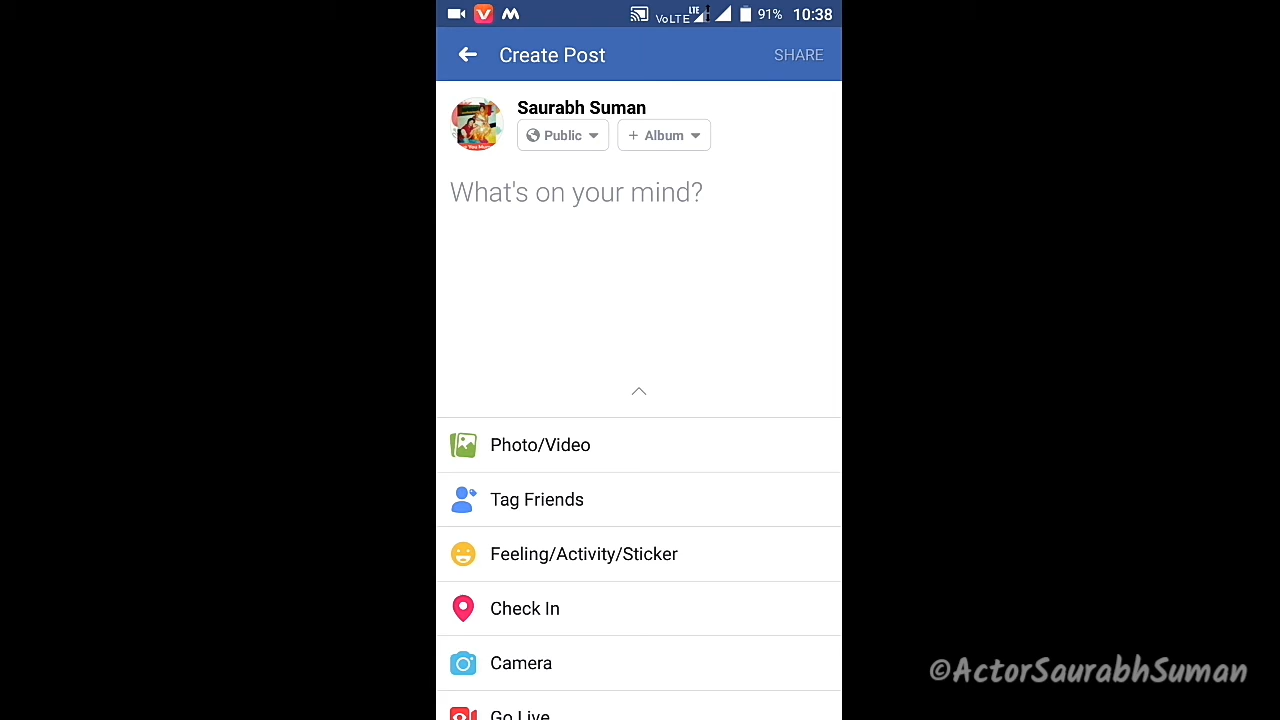 VoLTE LTE 91% 10:38
Create Post SHARE
Saurabh Suman
Public + Album
What's on your mind?
Photo/Video
Tag Friends
Feeling/Activity/Sticker
Check In
Camera
Go Live
©ActorSaurabhSuman